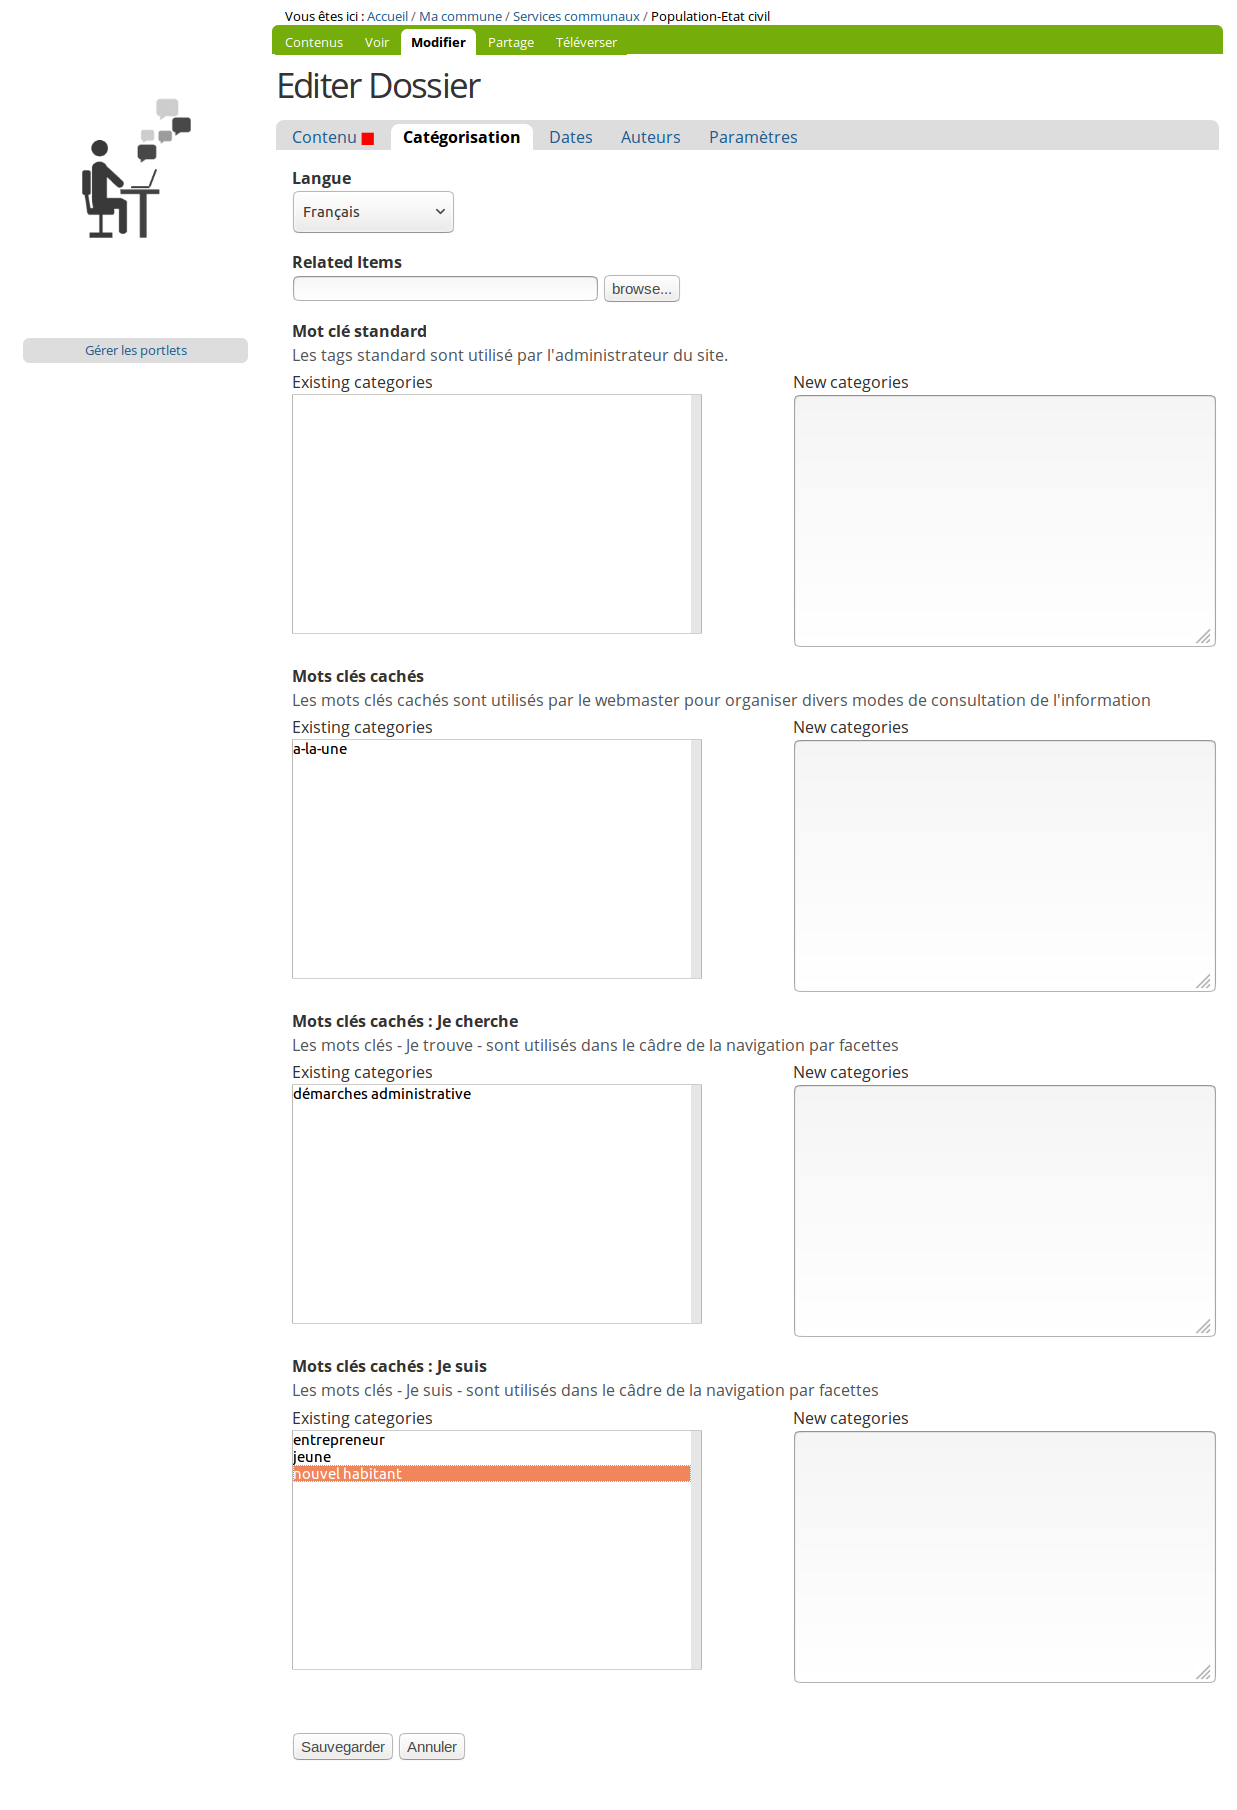 Vous êtes ici : Accueil / Ma commune / Services communaux / Population-Etat civil
Contenus Voir Modifier Partage Téléverser
Editer Dossier
Contenu Catégorisation Dates Auteurs Paramètres
Langue
Français
Related Items
browse...
Mot clé standard
Gérer les portlets
Les tags standard sont utilisé par l'administrateur du site.
Existing categories New categories
Mots clés cachés
Les mots clés cachés sont utilisés par le webmaster pour organiser divers modes de consultation de l'information
Existing categories New categories
a-la-une
Mots clés cachés : Je cherche
Les mots clés - Je trouve - sont utilisés dans le câdre de la navigation par facettes
Existing categories New categories
démarches administrative
Mots clés cachés : Je suis
Les mots clés - Je suis - sont utilisés dans le câdre de la navigation par facettes
Existing categories New categories
entrepreneur
jeune
nouvel habitant
Sauvegarder Annuler